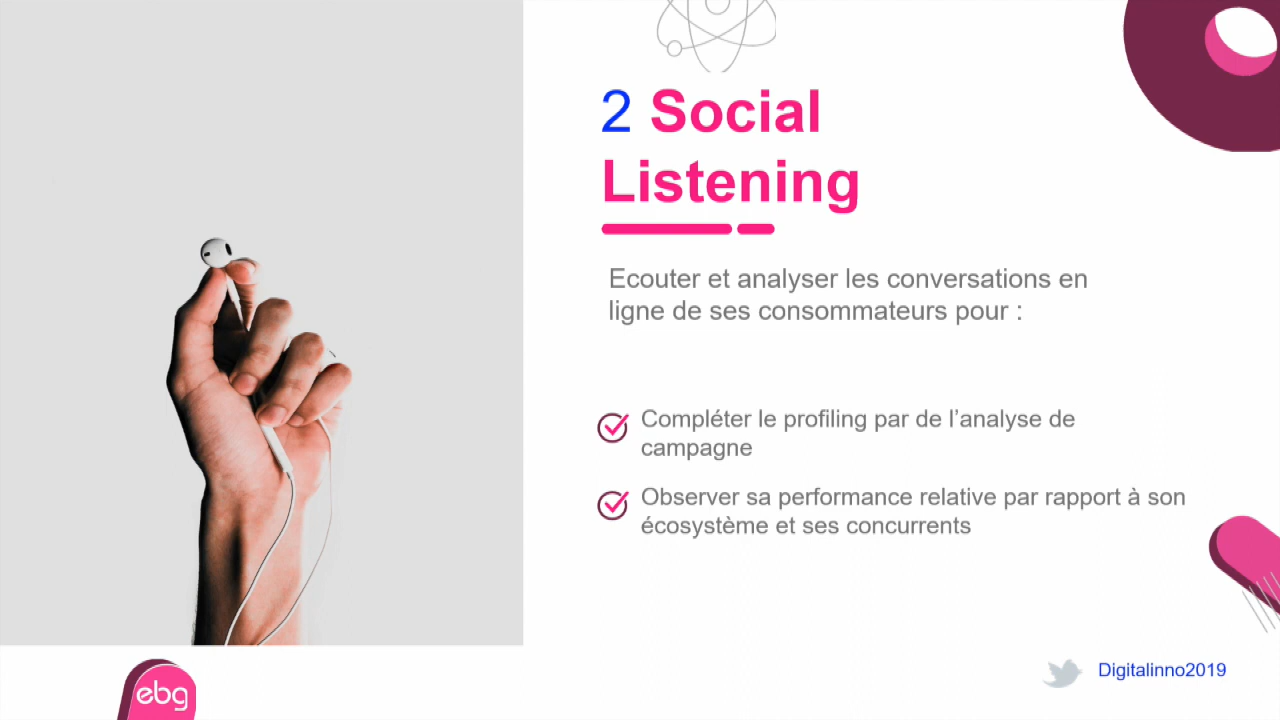 2 Social
Listening
Ecouter et analyser les conversations en
ligne de ses consommateurs pour :
Compléter le profiling par de l’analyse de
campagne
Observer sa performance relative par rapport à son
écosystème et ses concurrents
ebg
Digitalinno2019